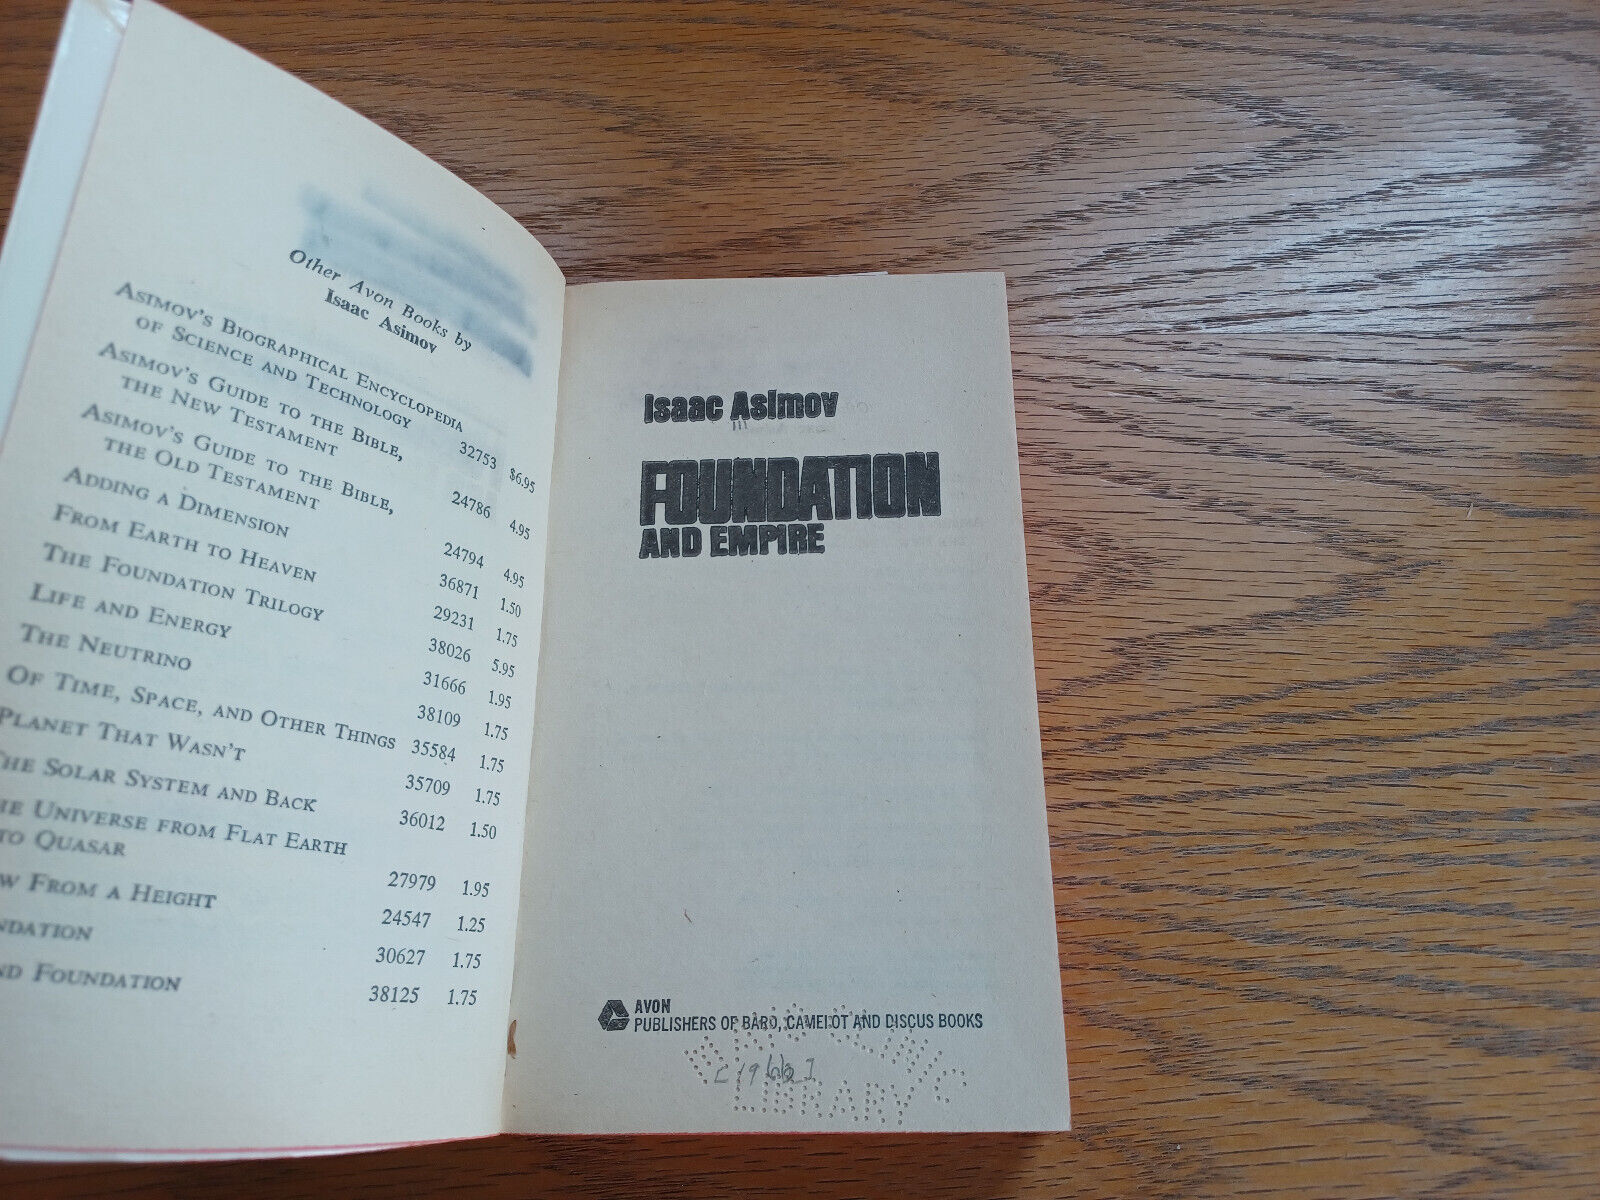 Other Avon Books by
Isaac Asimov
ASIMOV'S BIOGRAPHICAL ENCYCLOPEDIA
OF SCIENCE AND TECHNOLOGY 32753 $6.95
ASIMOV'S GUIDE TO THE BIBLE,
THE NEW TESTAMENT 24786 4.95
ASIMOV'S GUIDE TO THE BIBLE,
THE OLD TESTAMENT 24794 4.95
ADDING A DIMENSION 36871 1.50
FROM EARTH TO HEAVEN 29231 1.75
THE FOUNDATION TRILOGY 38026 5.95
LIFE AND ENERGY 31666 1.95
THE NEUTRINO 38109 1.75
OF TIME, SPACE, AND OTHER THINGS 35584 1.75
PLANET THAT WASN'T 35709 1.75
THE SOLAR SYSTEM AND BACK 36012 1.50
HE UNIVERSE FROM FLAT EARTH
TO QUASAR 27979 1.95
W FROM A HEIGHT 24547 1.25
NDATION 30627 1.75
ND FOUNDATION 38125 1.75
Isaac Asimov
FOUNDATION
AND EMPIRE
AVON
PUBLISHERS OF BARD, CAMELOT AND DISCUS BOOKS
LIBRARY